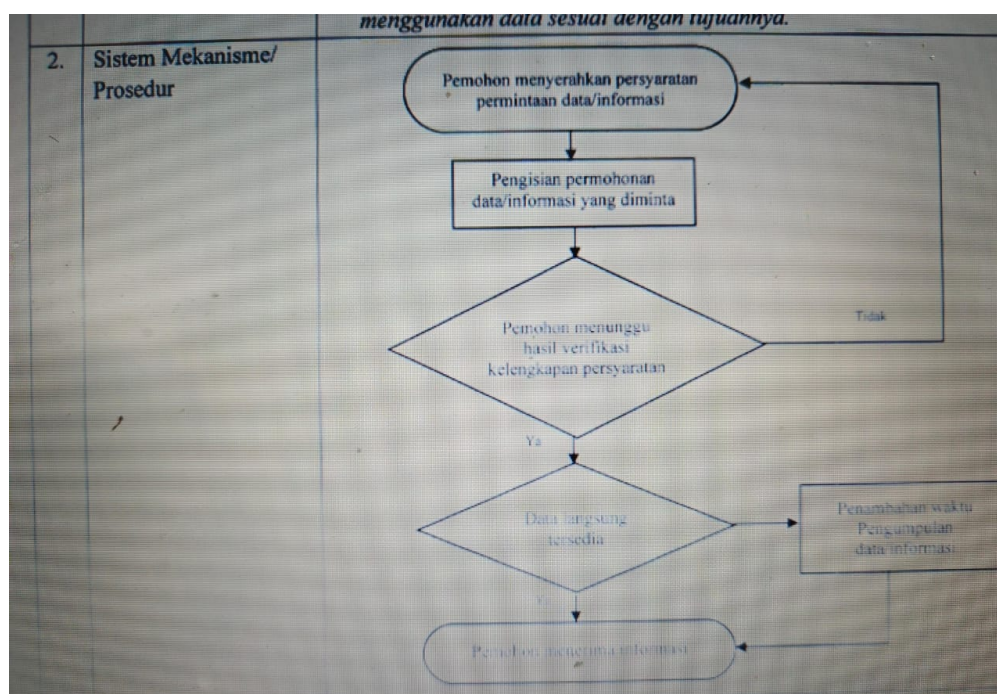 menggunakan data sesuai dengan tujuannya.
2.
Sistem Mekanisme/
Prosedur
Pemohon menyerahkan persyaratan
permintaan data/informasi
Pengisian permohonan
data/informasi yang diminta
Pemohon menunggu
hasil verifikasi
kelengkapan persyaratan
Tidak
Ya
Data langsung
tersedia
Penambahan waktu
Pengumpulan
data/informasi
Ya
Pemohon menerima informasi